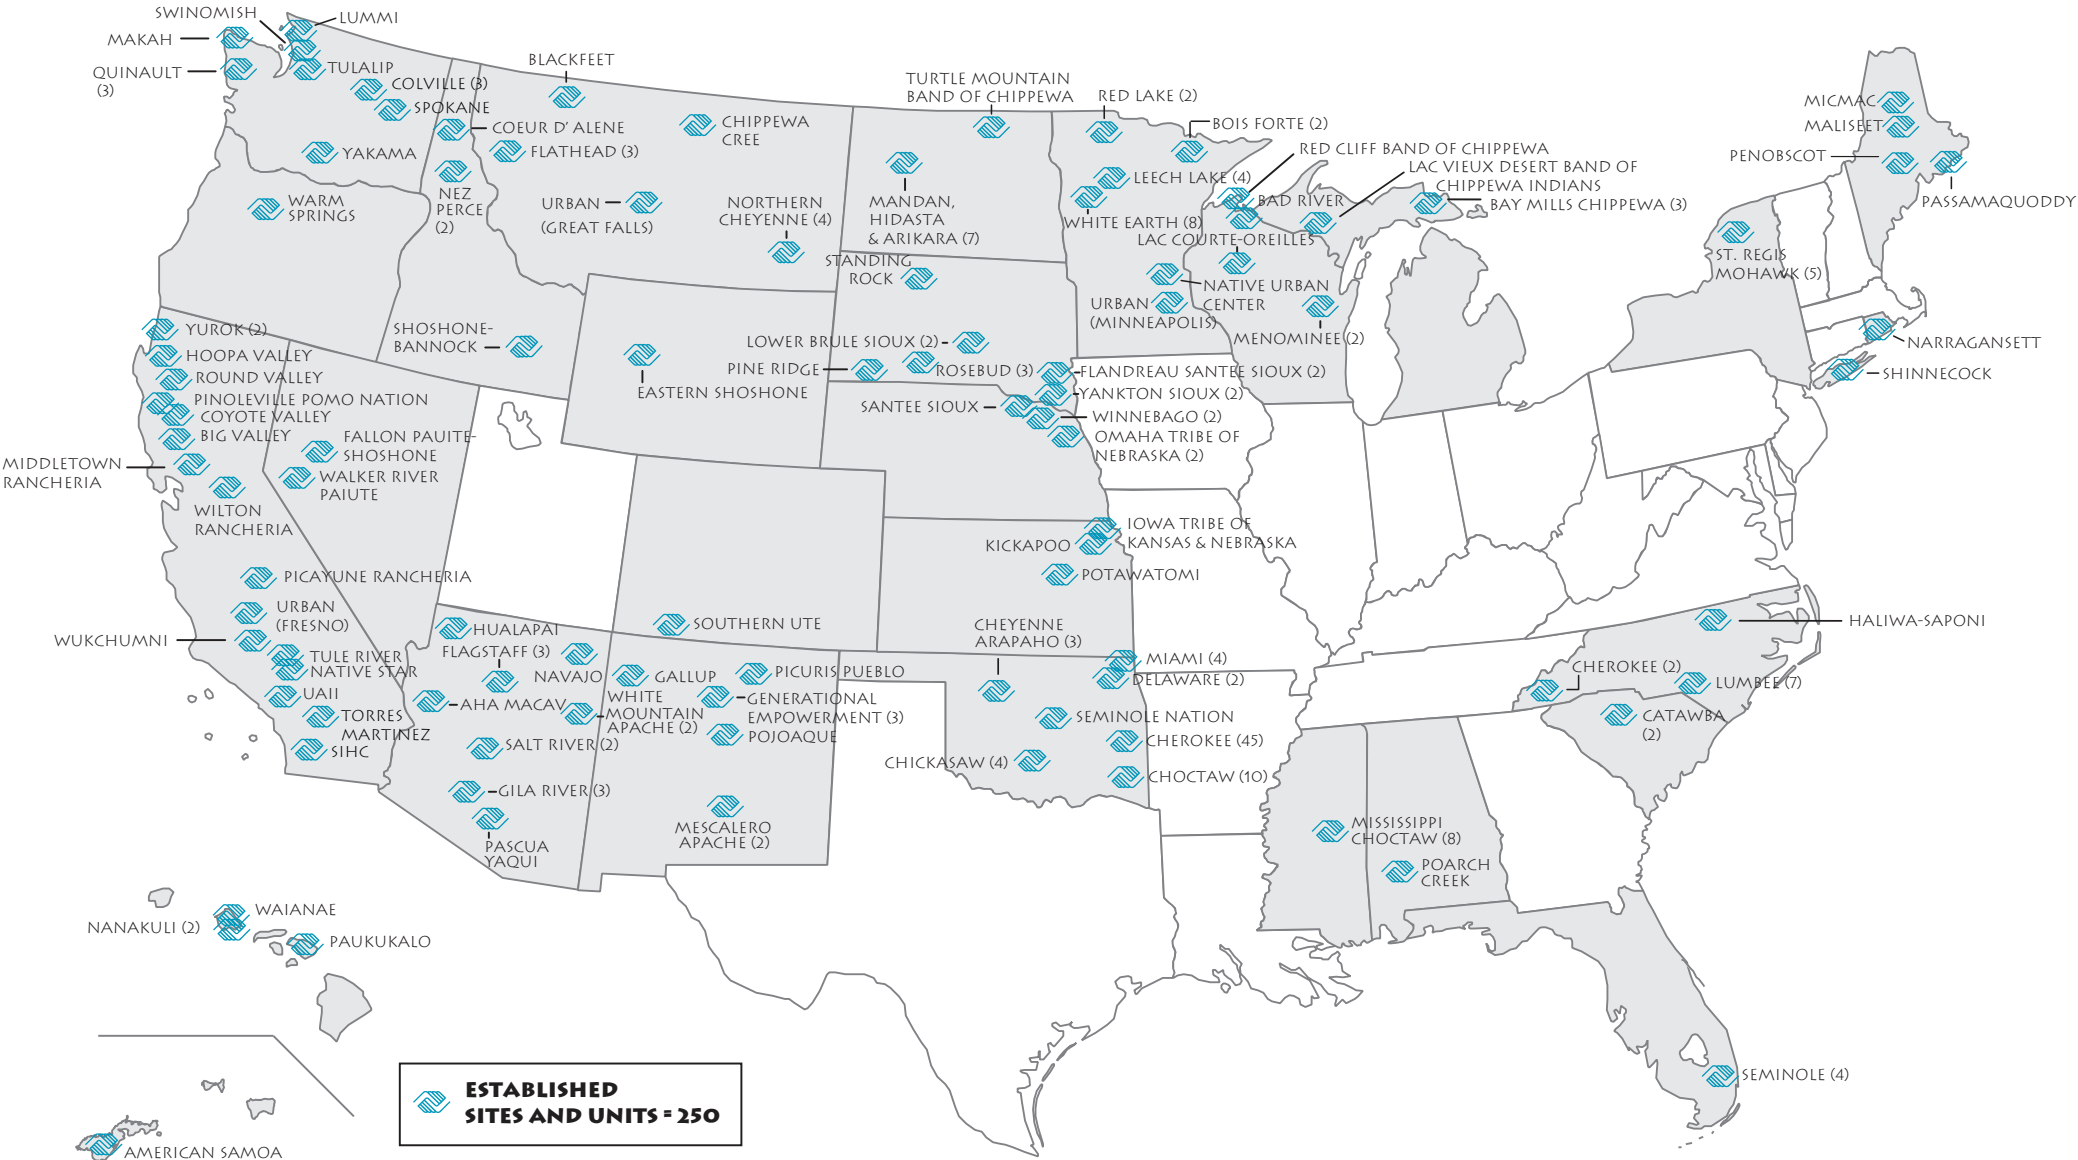 SWINOMISH
LUMMI
MAKAH
QUINAULT
(3)
TULALIP
COLVILLE (3)
SPOKANE
YAKAMA
COEUR D' ALENE
FLATHEAD (3)
NEZ
PERCE
(2)
WARM
SPRINGS
BLACKFEET
CHIPPEWA
CREE
URBAN
(GREAT FALLS)
NORTHERN
CHEYENNE (4)
TURTLE MOUNTAIN
BAND OF CHIPPEWA
MANDAN,
HIDASTA
& ARIKARA (7)
STANDING
ROCK
RED LAKE (2)
BOIS FORTE (2)
LEECH LAKE (4)
WHITE EARTH (8)
RED CLIFF BAND OF CHIPPEWA
LAC VIEUX DESERT BAND OF
CHIPPEWA INDIANS
BAY MILLS CHIPPEWA (3)
BAD RIVER
LAC COURTE-OREILLES
NATIVE URBAN
CENTER
URBAN
(MINNEAPOLIS)
MENOMINEE (2)
MICMAC
MALISEET
PENOBSCOT
PASSAMAQUODDY
ST. REGIS
MOHAWK (5)
NARRAGANSETT
SHINNECOCK
YUROK (2)
HOOPA VALLEY
ROUND VALLEY
PINOLEVILLE POMO NATION
COYOTE VALLEY
BIG VALLEY
MIDDLETOWN
RANCHERIA
WILTON
RANCHERIA
FALLON PAUITE-
SHOSHONE
WALKER RIVER
PAIUTE
SHOSHONE-
BANNOCK
EASTERN SHOSHONE
LOWER BRULE SIOUX (2)
PINE RIDGE
ROSEBUD (3)
FLANDREAU SANTEE SIOUX (2)
YANKTON SIOUX (2)
SANTEE SIOUX
WINNEBAGO (2)
OMAHA TRIBE OF
NEBRASKA (2)
IOWA TRIBE OF
KANSAS & NEBRASKA
KICKAPOO
POTAWATOMI
PICAYUNE RANCHERIA
URBAN
(FRESNO)
WUKCHUMNI
TULE RIVER
NATIVE STAR
UAII
TORRES
MARTINEZ
SIHC
HUALAPAI
FLAGSTAFF (3)
NAVAJO
AHA MACAV
WHITE
MOUNTAIN
APACHE (2)
SALT RIVER (2)
GILA RIVER (3)
PASCUA
YAQUI
SOUTHERN UTE
GALLUP
PICURIS PUEBLO
GENERATIONAL
EMPOWERMENT (3)
POJOAQUE
MESCALERO
APACHE (2)
CHEYENNE
ARAPAHO (3)
MIAMI (4)
DELAWARE (2)
SEMINOLE NATION
CHEROKEE (45)
CHICKASAW (4)
CHOCTAW (10)
HALIWA-SAPONI
CHEROKEE (2)
LUMBEE (7)
CATAWBA
(2)
MISSISSIPPI
CHOCTAW (8)
POARCH
CREEK
SEMINOLE (4)
WAIANAE
NANAKULI (2)
PAUKUKALO
AMERICAN SAMOA
ESTABLISHED
SITES AND UNITS = 250